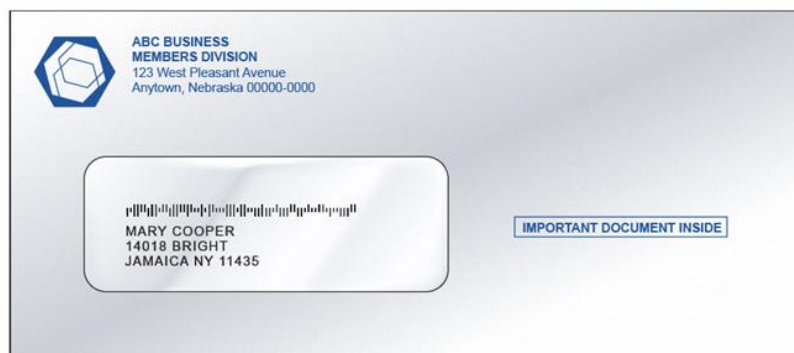 ABC BUSINESS
MEMBERS DIVISION
123 West Pleasant Avenue
Anytown, Nebraska 00000-0000
MARY COOPER
14018 BRIGHT
JAMAICA NY 11435
IMPORTANT DOCUMENT INSIDE